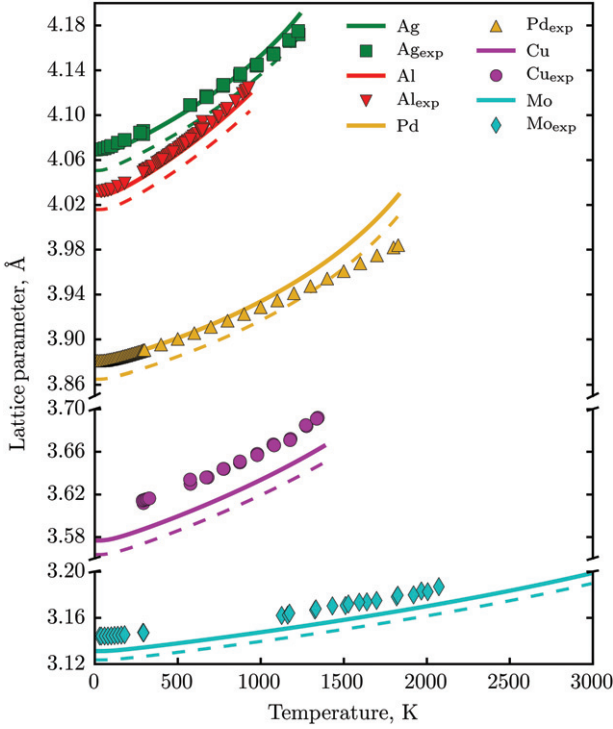 4.18
4.14
4.10
4.06
4.02
3.98
3.94
3.90
3.86
3.70
3.66
3.62
3.58
3.20
3.16
3.12
Lattice parameter, Å
Ag
Ag_exp
Al
Al_exp
Pd
Pd_exp
Cu
Cu_exp
Mo
Mo_exp
0 500 1000 1500 2000 2500 3000
Temperature, K